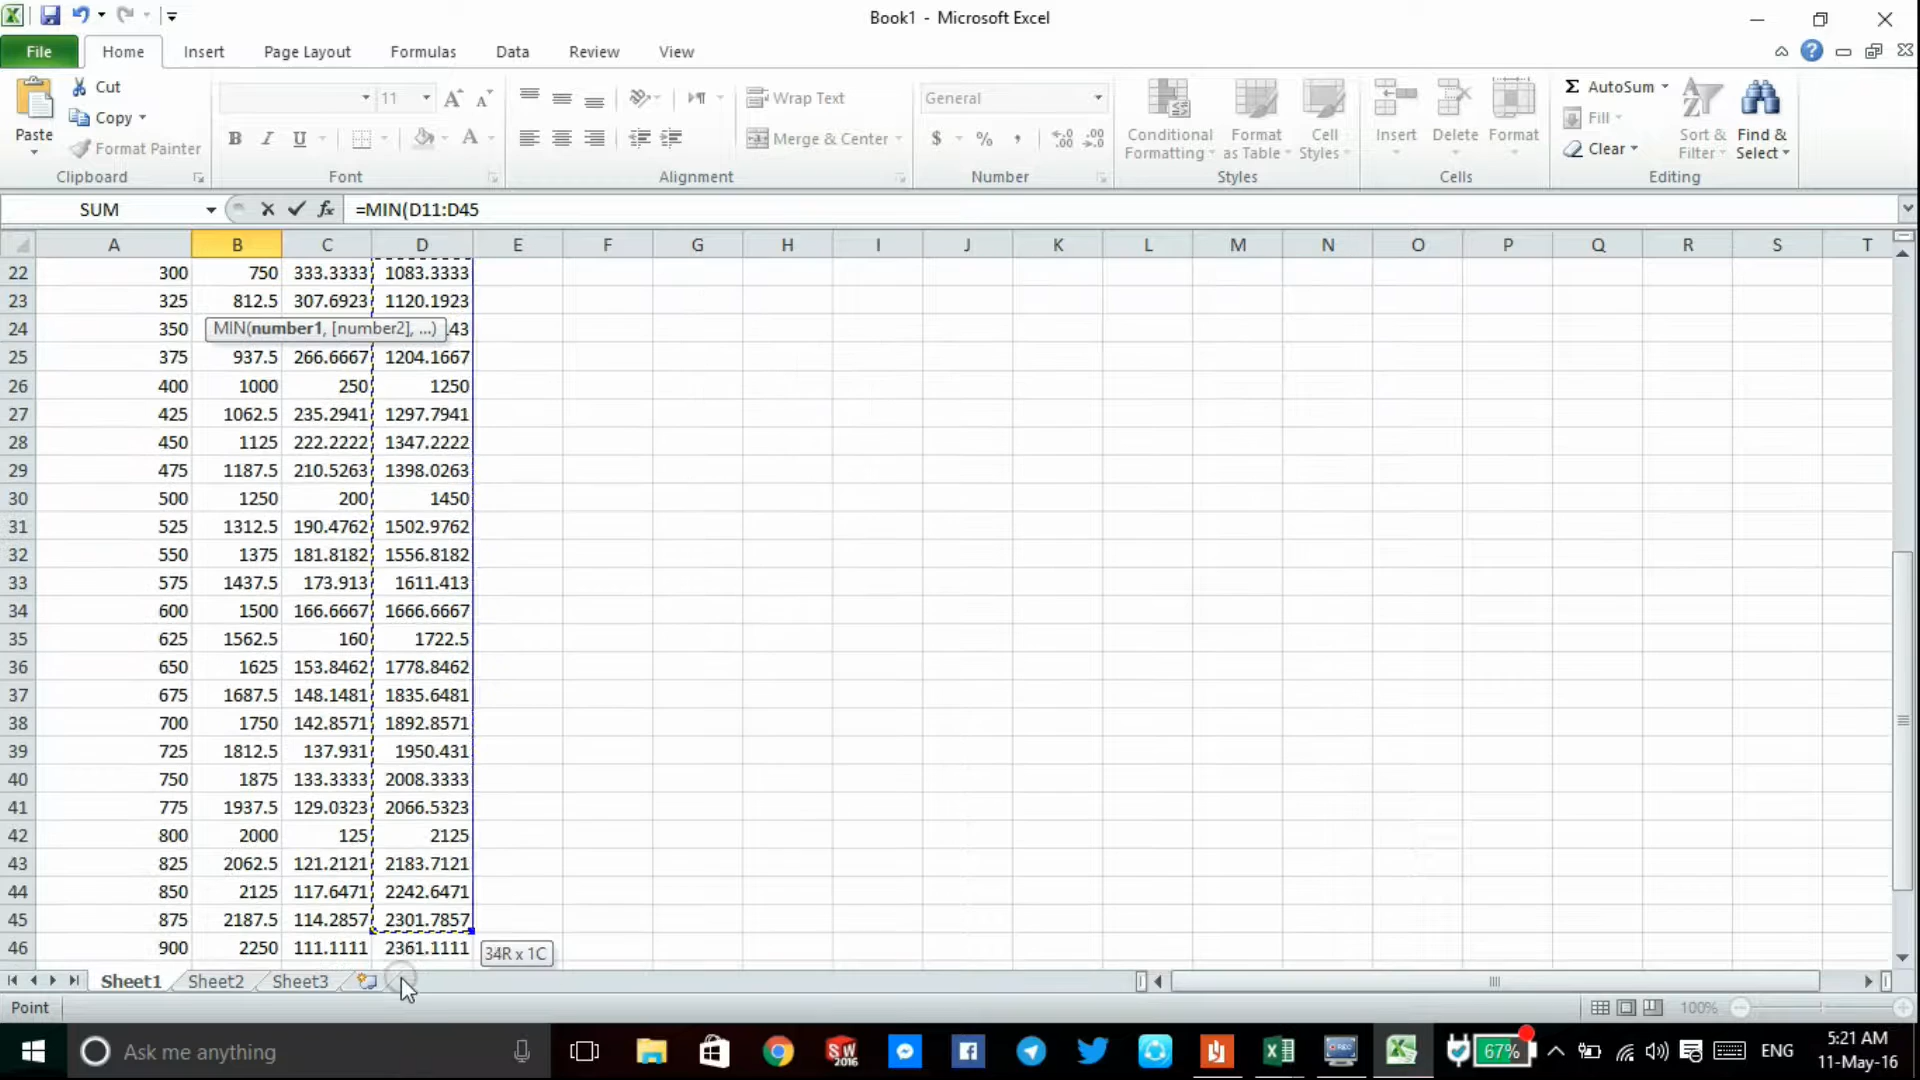 Book1 - Microsoft Excel
File Home Insert Page Layout Formulas Data Review View
Paste
Cut
Copy
Format Painter
Clipboard
11
B I U
A
Font
Wrap Text
Merge & Center
Alignment
General
$ % ,
Number
Conditional Formatting
Format as Table
Cell Styles
Styles
Insert Delete Format
Cells
Σ AutoSum
Fill
Clear
Sort & Filter
Find & Select
Editing
SUM fx =MIN(D11:D45
A B C D E F G H I J K L M N O P Q R S T
22 300 750 333.3333 1083.3333
23 325 812.5 307.6923 1120.1923
24 350 MIN(number1, [number2], ...) .43
25 375 937.5 266.6667 1204.1667
26 400 1000 250 1250
27 425 1062.5 235.2941 1297.7941
28 450 1125 222.2222 1347.2222
29 475 1187.5 210.5263 1398.0263
30 500 1250 200 1450
31 525 1312.5 190.4762 1502.9762
32 550 1375 181.8182 1556.8182
33 575 1437.5 173.913 1611.413
34 600 1500 166.6667 1666.6667
35 625 1562.5 160 1722.5
36 650 1625 153.8462 1778.8462
37 675 1687.5 148.1481 1835.6481
38 700 1750 142.8571 1892.8571
39 725 1812.5 137.931 1950.431
40 750 1875 133.3333 2008.3333
41 775 1937.5 129.0323 2066.5323
42 800 2000 125 2125
43 825 2062.5 121.2121 2183.7121
44 850 2125 117.6471 2242.6471
45 875 2187.5 114.2857 2301.7857
46 900 2250 111.1111 2361.1111
34R x 1C
Sheet1 Sheet2 Sheet3
Point 100%
Ask me anything
SW 2016
67%
ENG
5:21 AM
11-May-16